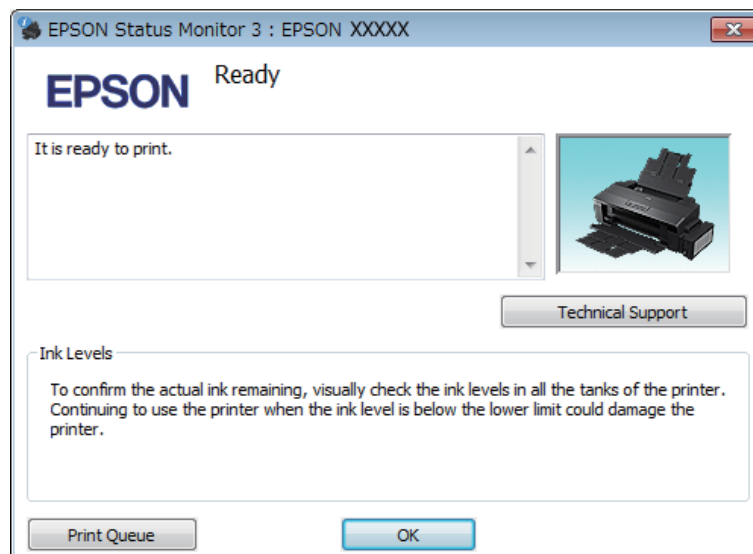 EPSON Status Monitor 3 : EPSON XXXXX
EPSON
Ready
It is ready to print.
Technical Support
Ink Levels
To confirm the actual ink remaining, visually check the ink levels in all the tanks of the printer.
Continuing to use the printer when the ink level is below the lower limit could damage the
printer.
Print Queue
OK